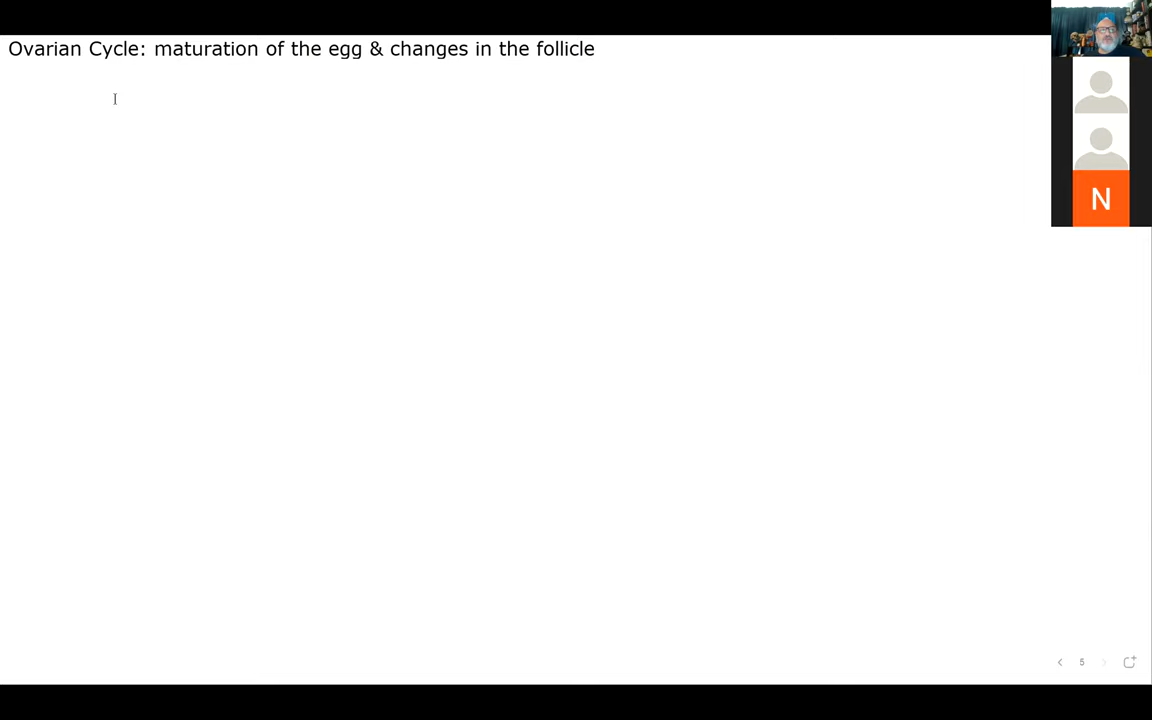 Ovarian Cycle: maturation of the egg & changes in the follicle
N
5